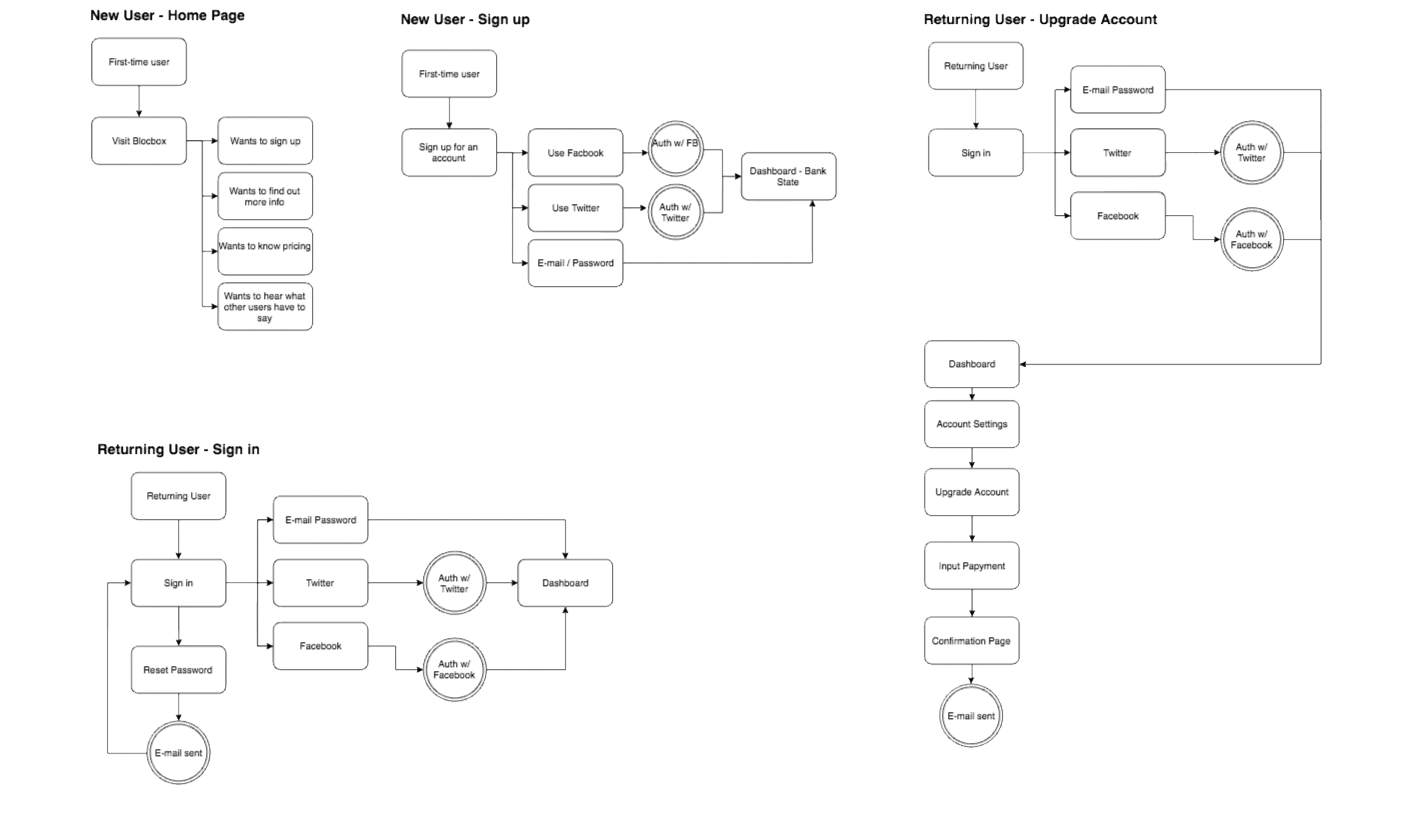 New User - Home Page
First-time user
Visit Blocbox
Wants to sign up
Wants to find out
more info
Wants to know pricing
Wants to hear what
other users have to
say
New User - Sign up
First-time user
Sign up for an
account
Use Facbook
Auth w/ FB
Use Twitter
Auth w/
Twitter
E-mail / Password
Dashboard - Bank
State
Returning User - Upgrade Account
Returning User
Sign in
E-mail Password
Twitter
Auth w/
Twitter
Facebook
Auth w/
Facebook
Dashboard
Account Settings
Upgrade Account
Input Papyment
Confirmation Page
E-mail sent
Returning User - Sign in
Returning User
Sign in
E-mail Password
Twitter
Auth w/
Twitter
Dashboard
Facebook
Auth w/
Facebook
Reset Password
E-mail sent